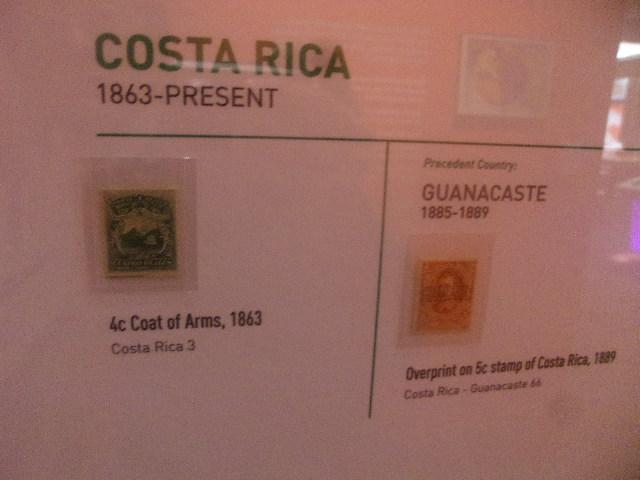 COSTA RICA
1863-PRESENT
4c Coat of Arms, 1863
Costa Rica 3
Precedent Country:
GUANACASTE
1885-1889
Overprint on 5c stamp of Costa Rica, 1889
Costa Rica - Guanacaste 66